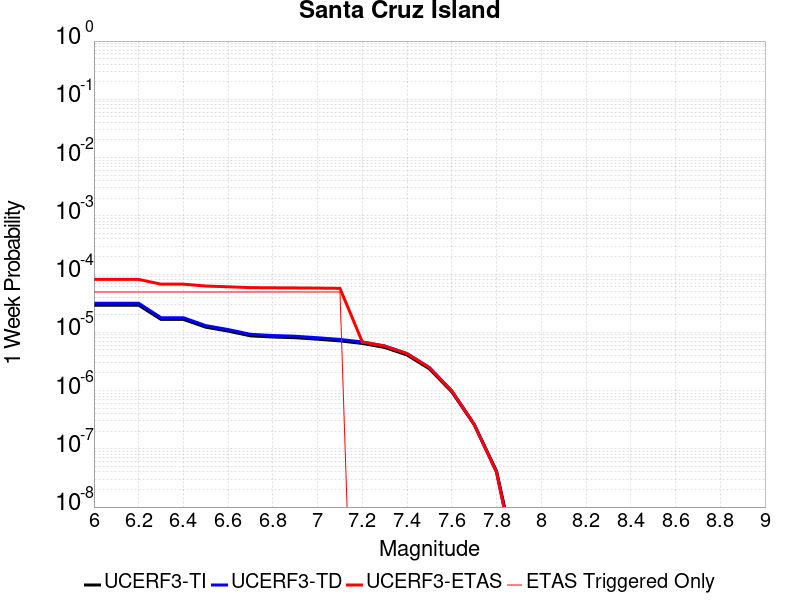 Santa Cruz Island
1 Week Probability
10^0
10^-1
10^-2
10^-3
10^-4
10^-5
10^-6
10^-7
10^-8
6 6.2 6.4 6.6 6.8 7 7.2 7.4 7.6 7.8 8 8.2 8.4 8.6 8.8 9
Magnitude
UCERF3-TI UCERF3-TD UCERF3-ETAS ETAS Triggered Only